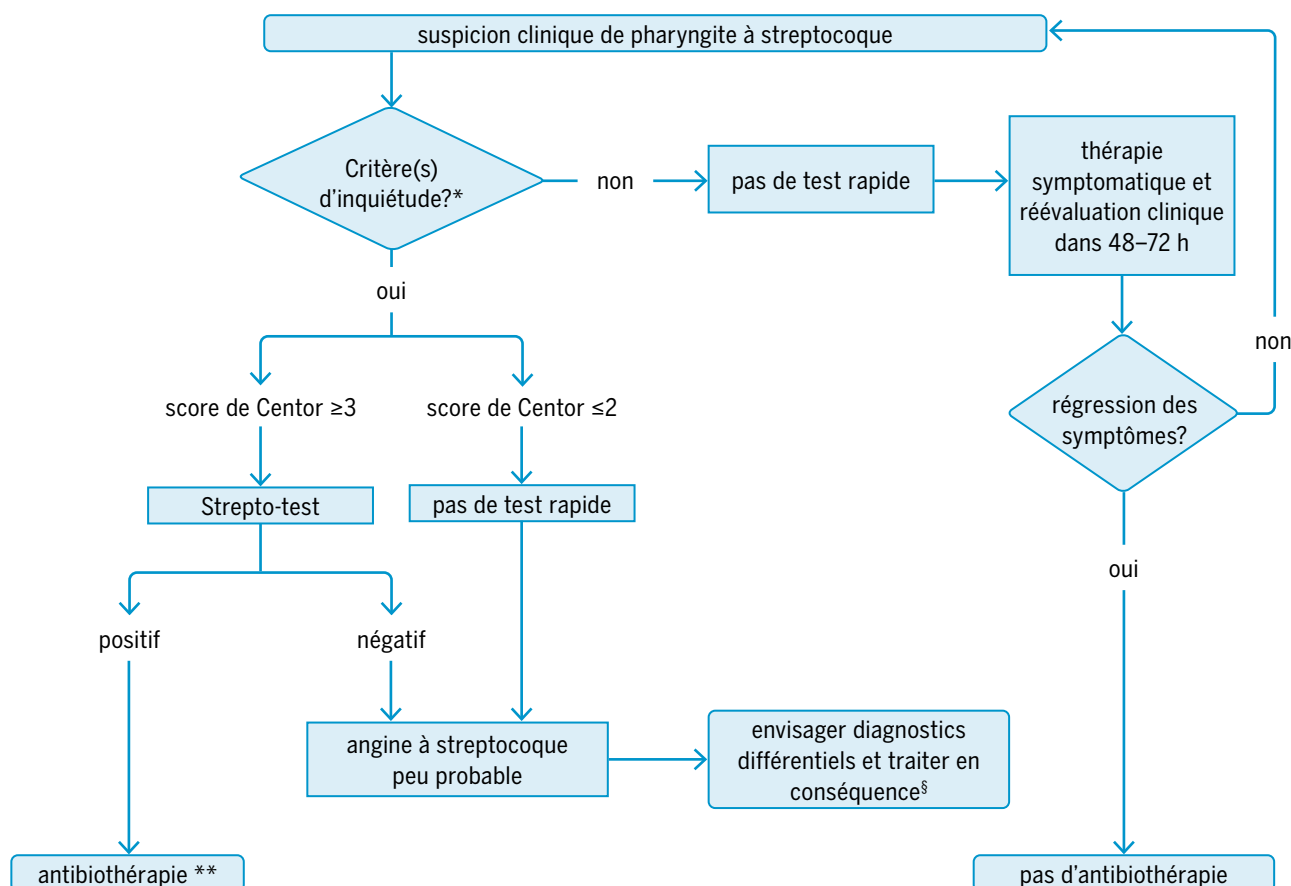 suspicion clinique de pharyngite à streptocoque
Critère(s)
d'inquiétude?*
non
pas de test rapide
thérapie
symptomatique et
réévaluation clinique
dans 48–72 h
oui
non
score de Centor ≥3
score de Centor ≤2
régression des
symptômes?
Strepto-test
pas de test rapide
oui
positif
négatif
angine à streptocoque
peu probable
envisager diagnostics
différentiels et traiter en
conséquence§
antibiothérapie **
pas d'antibiothérapie